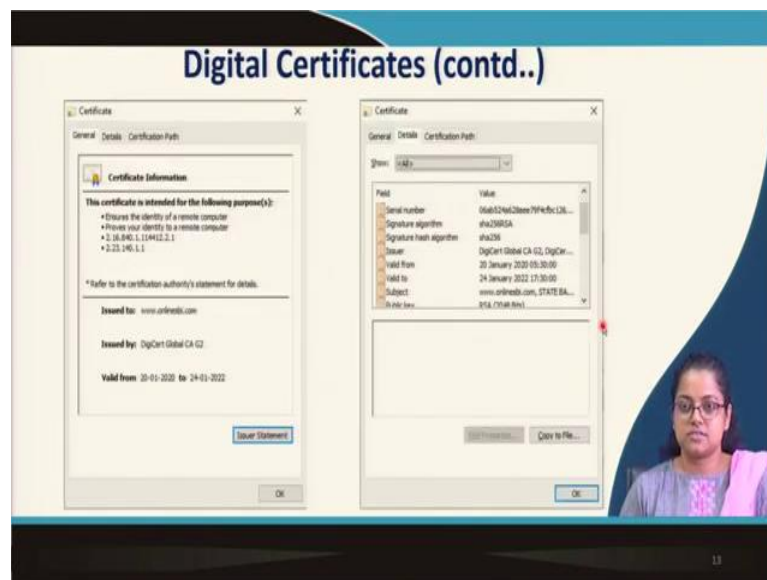 Digital Certificates (contd..)
Certificate
General Details Certification Path
Certificate Information
This certificate is intended for the following purpose(s):
• Ensures the identity of a remote computer
• Proves your identity to a remote computer
• 2.16.840.1.114412.2.1
• 2.23.140.1.1
* Refer to the certification authority's statement for details.
Issued to: www.onlinesbi.com
Issued by: DigiCert Global CA G2
Valid from 20-01-2020 to 24-01-2022
Issuer Statement
OK
Certificate
General Details Certification Path
Show: <All>
Field Value
Serial number
Signature algorithm sha256RSA
Signature hash algorithm sha256
Issuer DigiCert Global CA G2, DigiCer...
Valid from 20 January 2020 05:30:00
Valid to 24 January 2022 17:30:00
Subject www.onlinesbi.com, STATE BA...
Public key RSA (2048 Bits)
Edit Properties... Copy to File...
OK
13